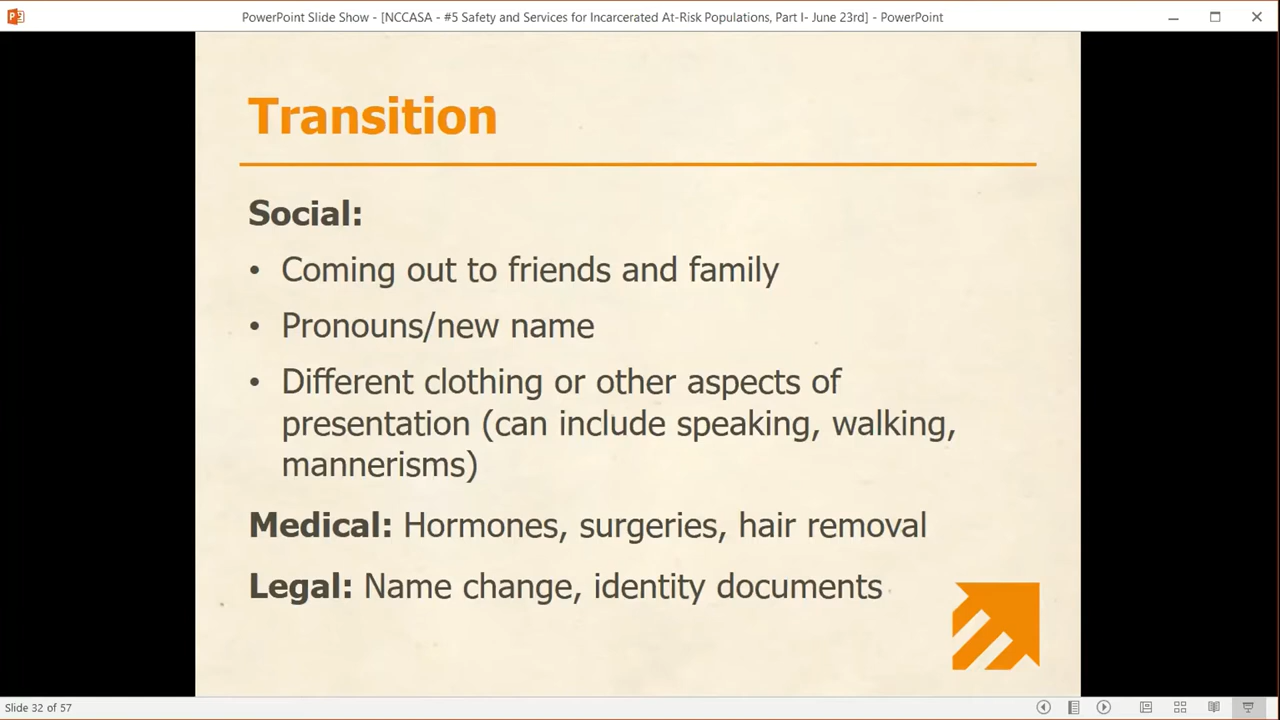 PowerPoint Slide Show - [NCCASA - #5 Safety and Services for Incarcerated At-Risk Populations, Part I- June 23rd] - PowerPoint
Transition
Social:
• Coming out to friends and family
• Pronouns/new name
• Different clothing or other aspects of
presentation (can include speaking, walking,
mannerisms)
Medical: Hormones, surgeries, hair removal
Legal: Name change, identity documents
Slide 32 of 57